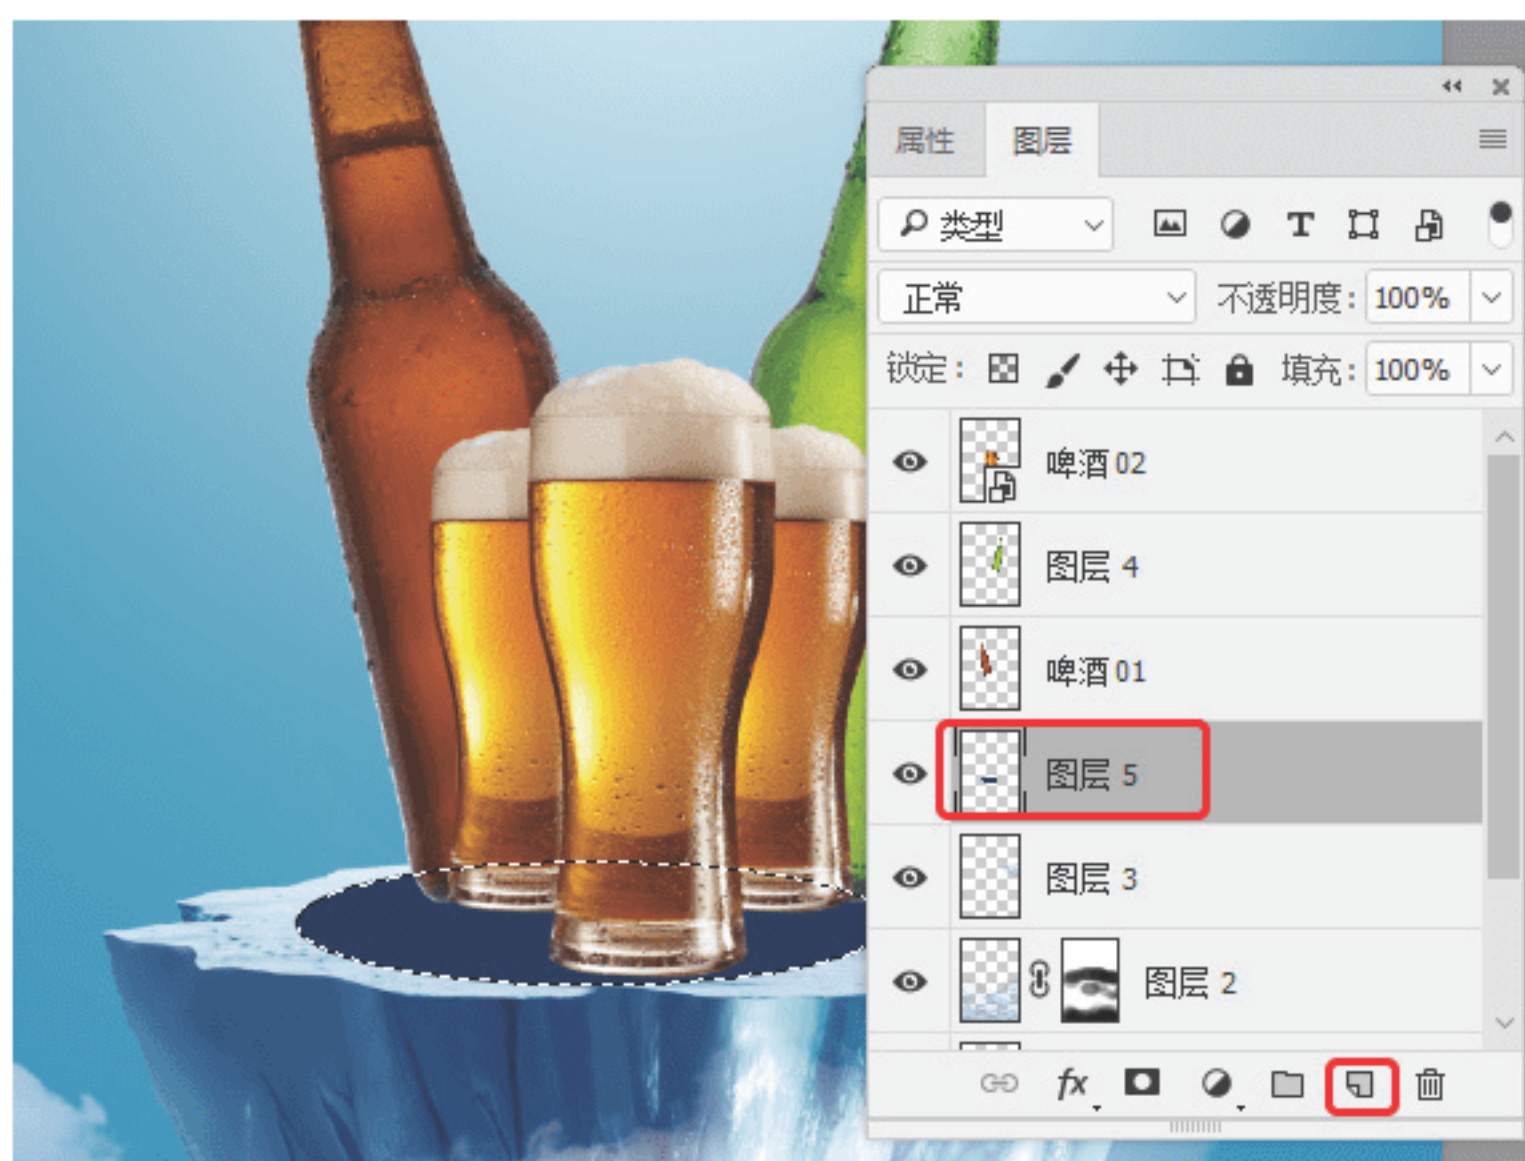 属性 图层
类型 T
正常 不透明度: 100%
锁定: 填充: 100%
啤酒 02
图层 4
啤酒 01
图层 5
图层 3
图层 2
fx